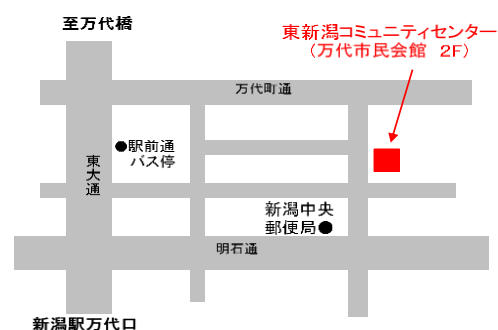 至万代橋
東新潟コミュニティセンター
(万代市民会館 2F)
万代町通
●駅前通
バス停
東大通
新潟中央
郵便局●
明石通
新潟駅万代口